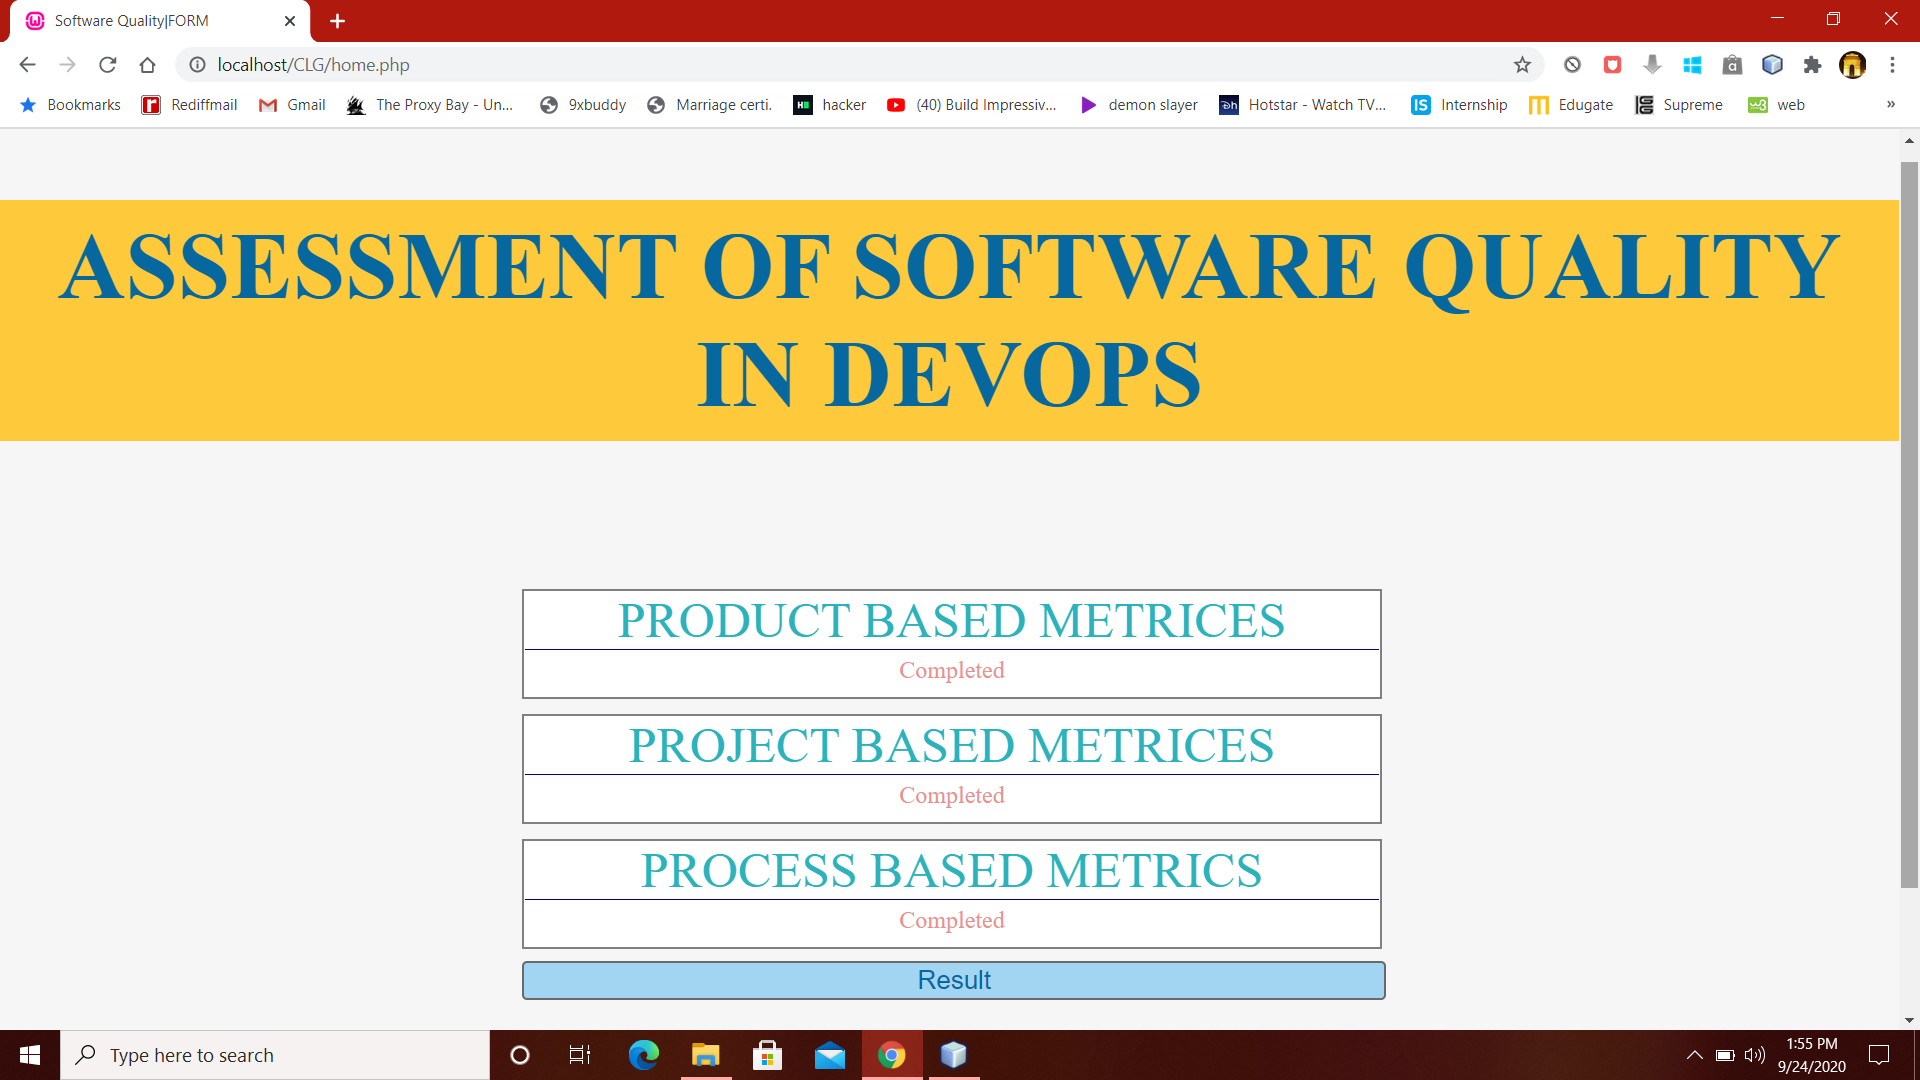 Software Quality|FORM
localhost/CLG/home.php
Bookmarks Rediffmail Gmail The Proxy Bay - Un... 9xbuddy Marriage certi. hacker (40) Build Impressiv... demon slayer Hotstar - Watch TV... Internship Edugate Supreme web »
ASSESSMENT OF SOFTWARE QUALITY
IN DEVOPS
PRODUCT BASED METRICES
Completed
PROJECT BASED METRICES
Completed
PROCESS BASED METRICS
Completed
Result
Type here to search
1:55 PM
9/24/2020